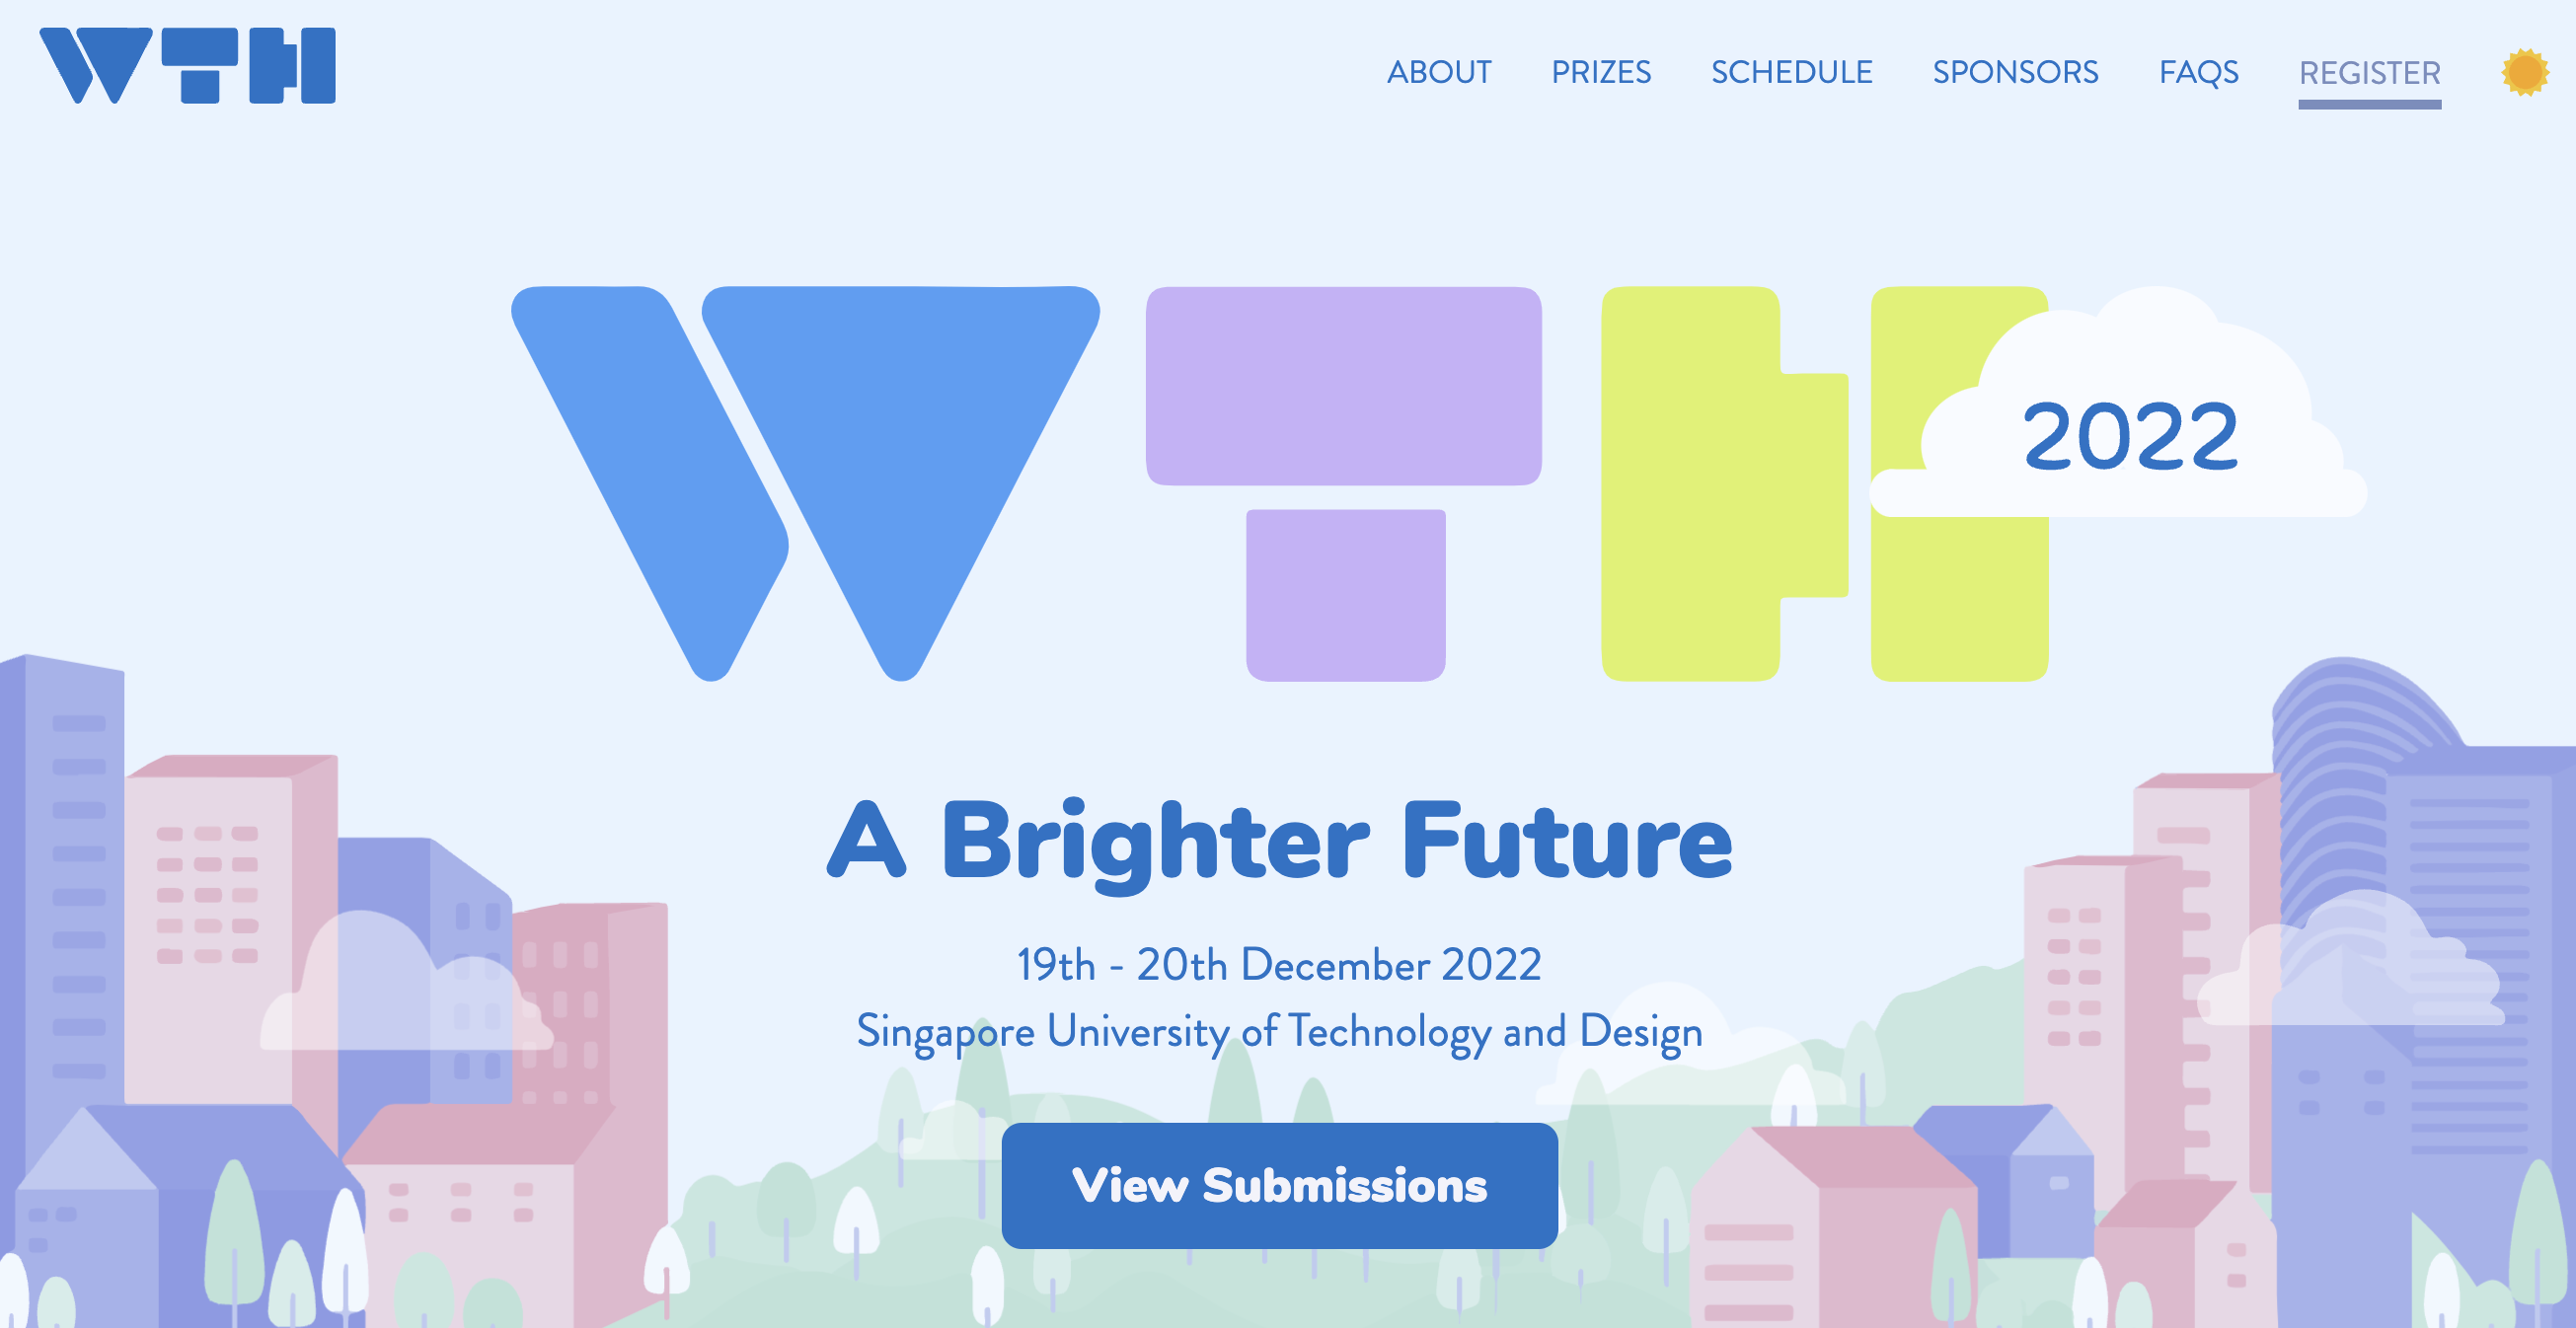 WTH
ABOUT PRIZES SCHEDULE SPONSORS FAQS REGISTER
WTH
2022
A Brighter Future
19th - 20th December 2022
Singapore University of Technology and Design
View Submissions